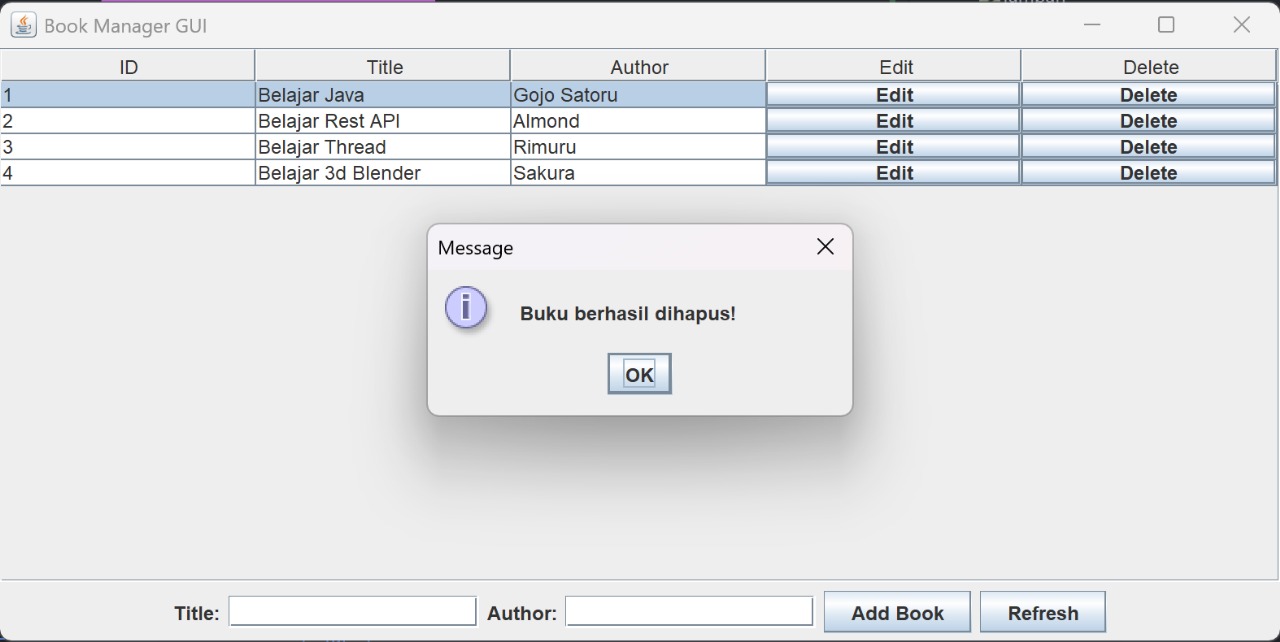 Book Manager GUI
ID Title Author Edit Delete
1 Belajar Java Gojo Satoru Edit Delete
2 Belajar Rest API Almond Edit Delete
3 Belajar Thread Rimuru Edit Delete
4 Belajar 3d Blender Sakura Edit Delete
Message
i
Buku berhasil dihapus!
OK
Title: Author: Add Book Refresh